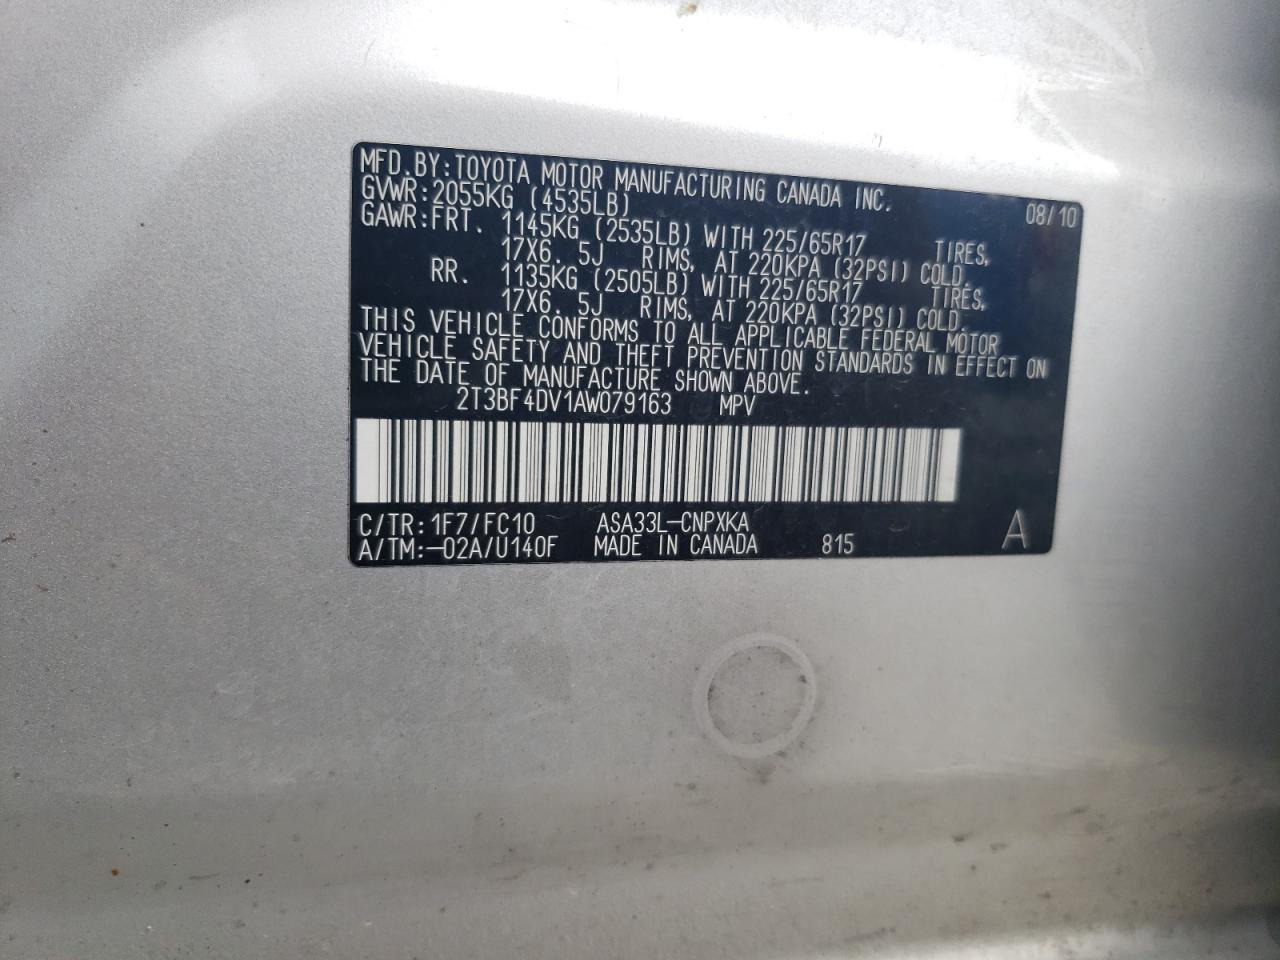 MFD.BY:TOYOTA MOTOR MANUFACTURING CANADA INC. 08/10
GVWR:2055KG (4535LB)
GAWR:FRT. 1145KG (2535LB) WITH 225/65R17 TIRES,
17X6. 5J RIMS, AT 220KPA (32PSI) COLD.
RR. 1135KG (2505LB) WITH 225/65R17 TIRES,
17X6. 5J RIMS, AT 220KPA (32PSI) COLD.
THIS VEHICLE CONFORMS TO ALL APPLICABLE FEDERAL MOTOR
VEHICLE SAFETY AND THEFT PREVENTION STANDARDS IN EFFECT ON
THE DATE OF MANUFACTURE SHOWN ABOVE.
2T3BF4DV1AW079163 MPV
C/TR:1F7/FC10 ASA33L-CNPXKA
A/TM:-02A/U140F MADE IN CANADA 815 A